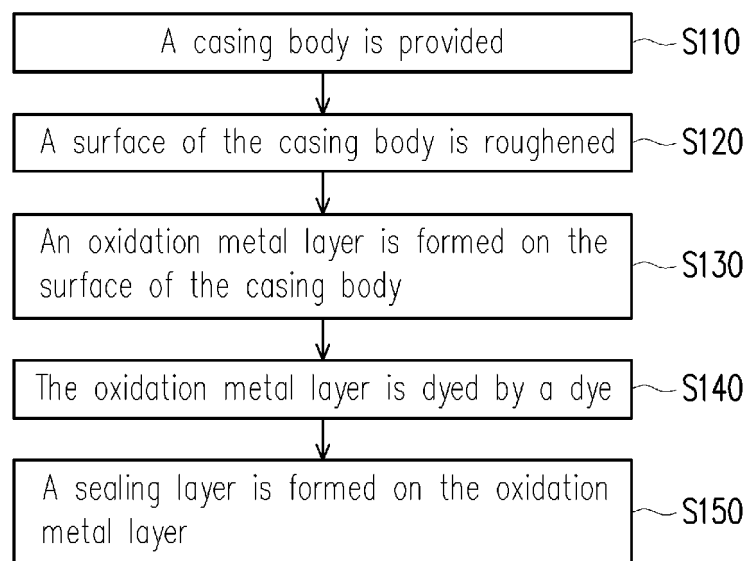 A casing body is provided
S110
A surface of the casing body is roughened
S120
An oxidation metal layer is formed on the
surface of the casing body
S130
The oxidation metal layer is dyed by a dye
S140
A sealing layer is formed on the oxidation
metal layer
S150